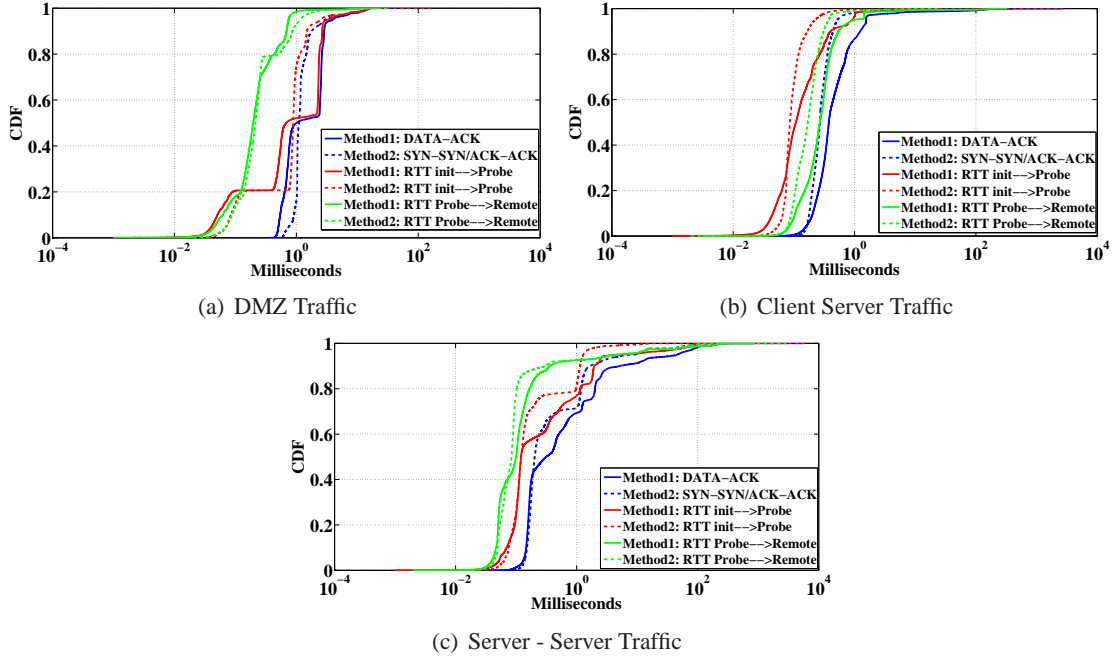 1
0.8
0.6
0.4
0.2
0
CDF
10^-4
10^-2
10^0
10^2
10^4
Milliseconds
Method1: DATA−ACK
Method2: SYN−SYN/ACK−ACK
Method1: RTT init−−>Probe
Method2: RTT init−−>Probe
Method1: RTT Probe−−>Remote
Method2: RTT Probe−−>Remote
(a) DMZ Traffic
1
0.8
0.6
0.4
0.2
0
CDF
10^-4
10^-2
10^0
10^2
10^4
Milliseconds
Method1: DATA−ACK
Method2: SYN−SYN/ACK−ACK
Method1: RTT init−−>Probe
Method2: RTT init−−>Probe
Method1: RTT Probe−−>Remote
Method2: RTT Probe−−>Remote
(b) Client Server Traffic
1
0.8
0.6
0.4
0.2
0
CDF
10^-4
10^-2
10^0
10^2
10^4
Milliseconds
Method1: DATA−ACK
Method2: SYN−SYN/ACK−ACK
Method1: RTT init−−>Probe
Method2: RTT init−−>Probe
Method1: RTT Probe−−>Remote
Method2: RTT Probe−−>Remote
(c) Server - Server Traffic